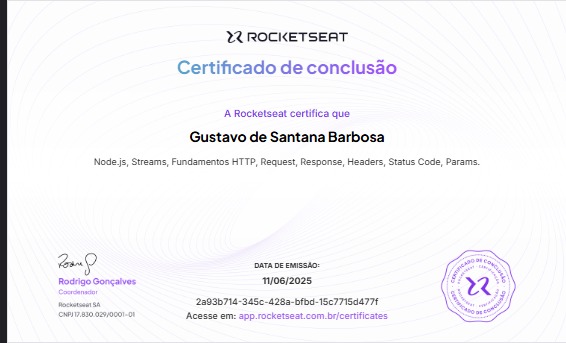 ROCKETSEAT
Certificado de conclusão
A Rocketseat certifica que
Gustavo de Santana Barbosa
Node.js, Streams, Fundamentos HTTP, Request, Response, Headers, Status Code, Params.
Rodrigo Gonçalves
Coordenador
Rocketseat SA
CNPJ 17.830.029/0001-01
DATA DE EMISSÃO:
11/06/2025
2a93b714-345c-428a-bfbd-15c7715d477f
Acesse em: app.rocketseat.com.br/certificates
CERTIFICADO DE CONCLUSÃO
CERTIFICADO DE CONCLUSÃO